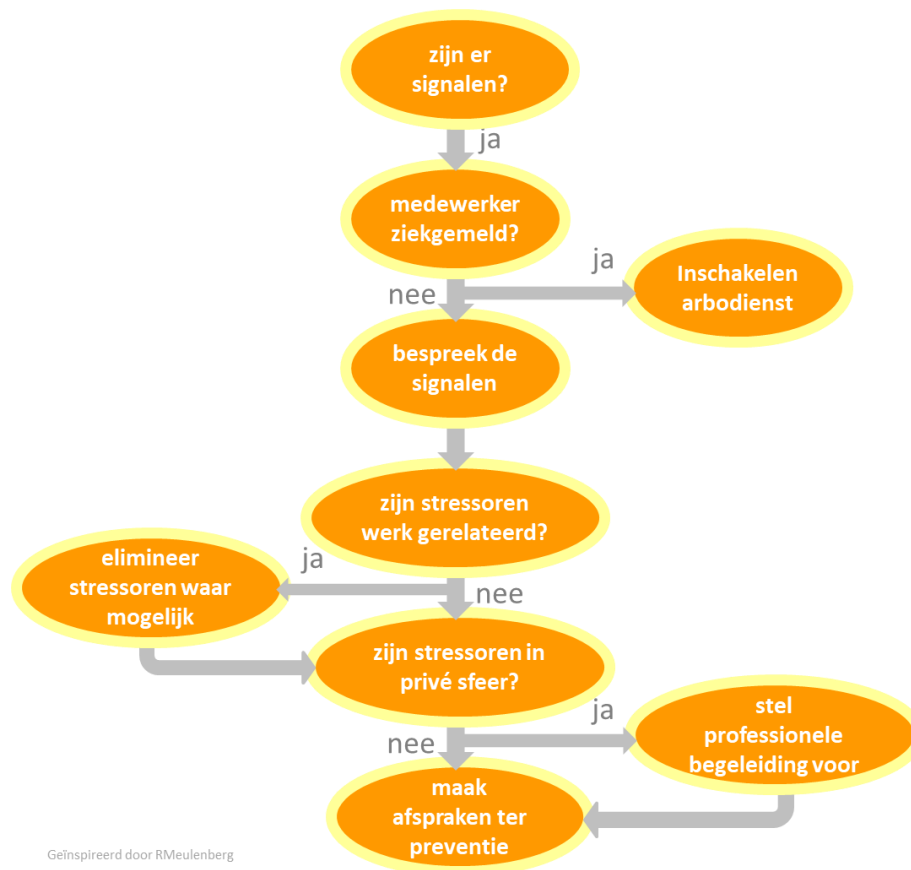 zijn er
signalen?
ja
medewerker
ziekgemeld?
ja
nee
Inschakelen
arbodienst
bespreek de
signalen
zijn stressoren
werk gerelateerd?
ja
nee
elimineer
stressoren waar
mogelijk
zijn stressoren in
privé sfeer?
ja
nee
stel
professionele
begeleiding voor
maak
afspraken ter
preventie
Geïnspireerd door RMeulenberg